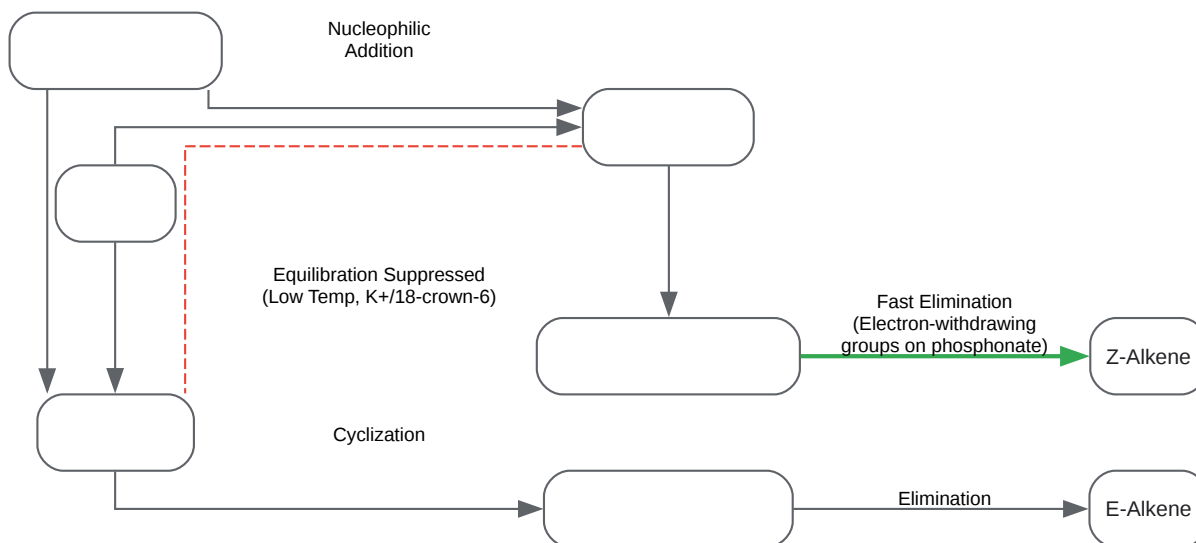 Nucleophilic
Addition
Equilibration Suppressed
(Low Temp, K+/18-crown-6)
Fast Elimination
(Electron-withdrawing
groups on phosphonate)
Z-Alkene
Cyclization
Elimination
E-Alkene